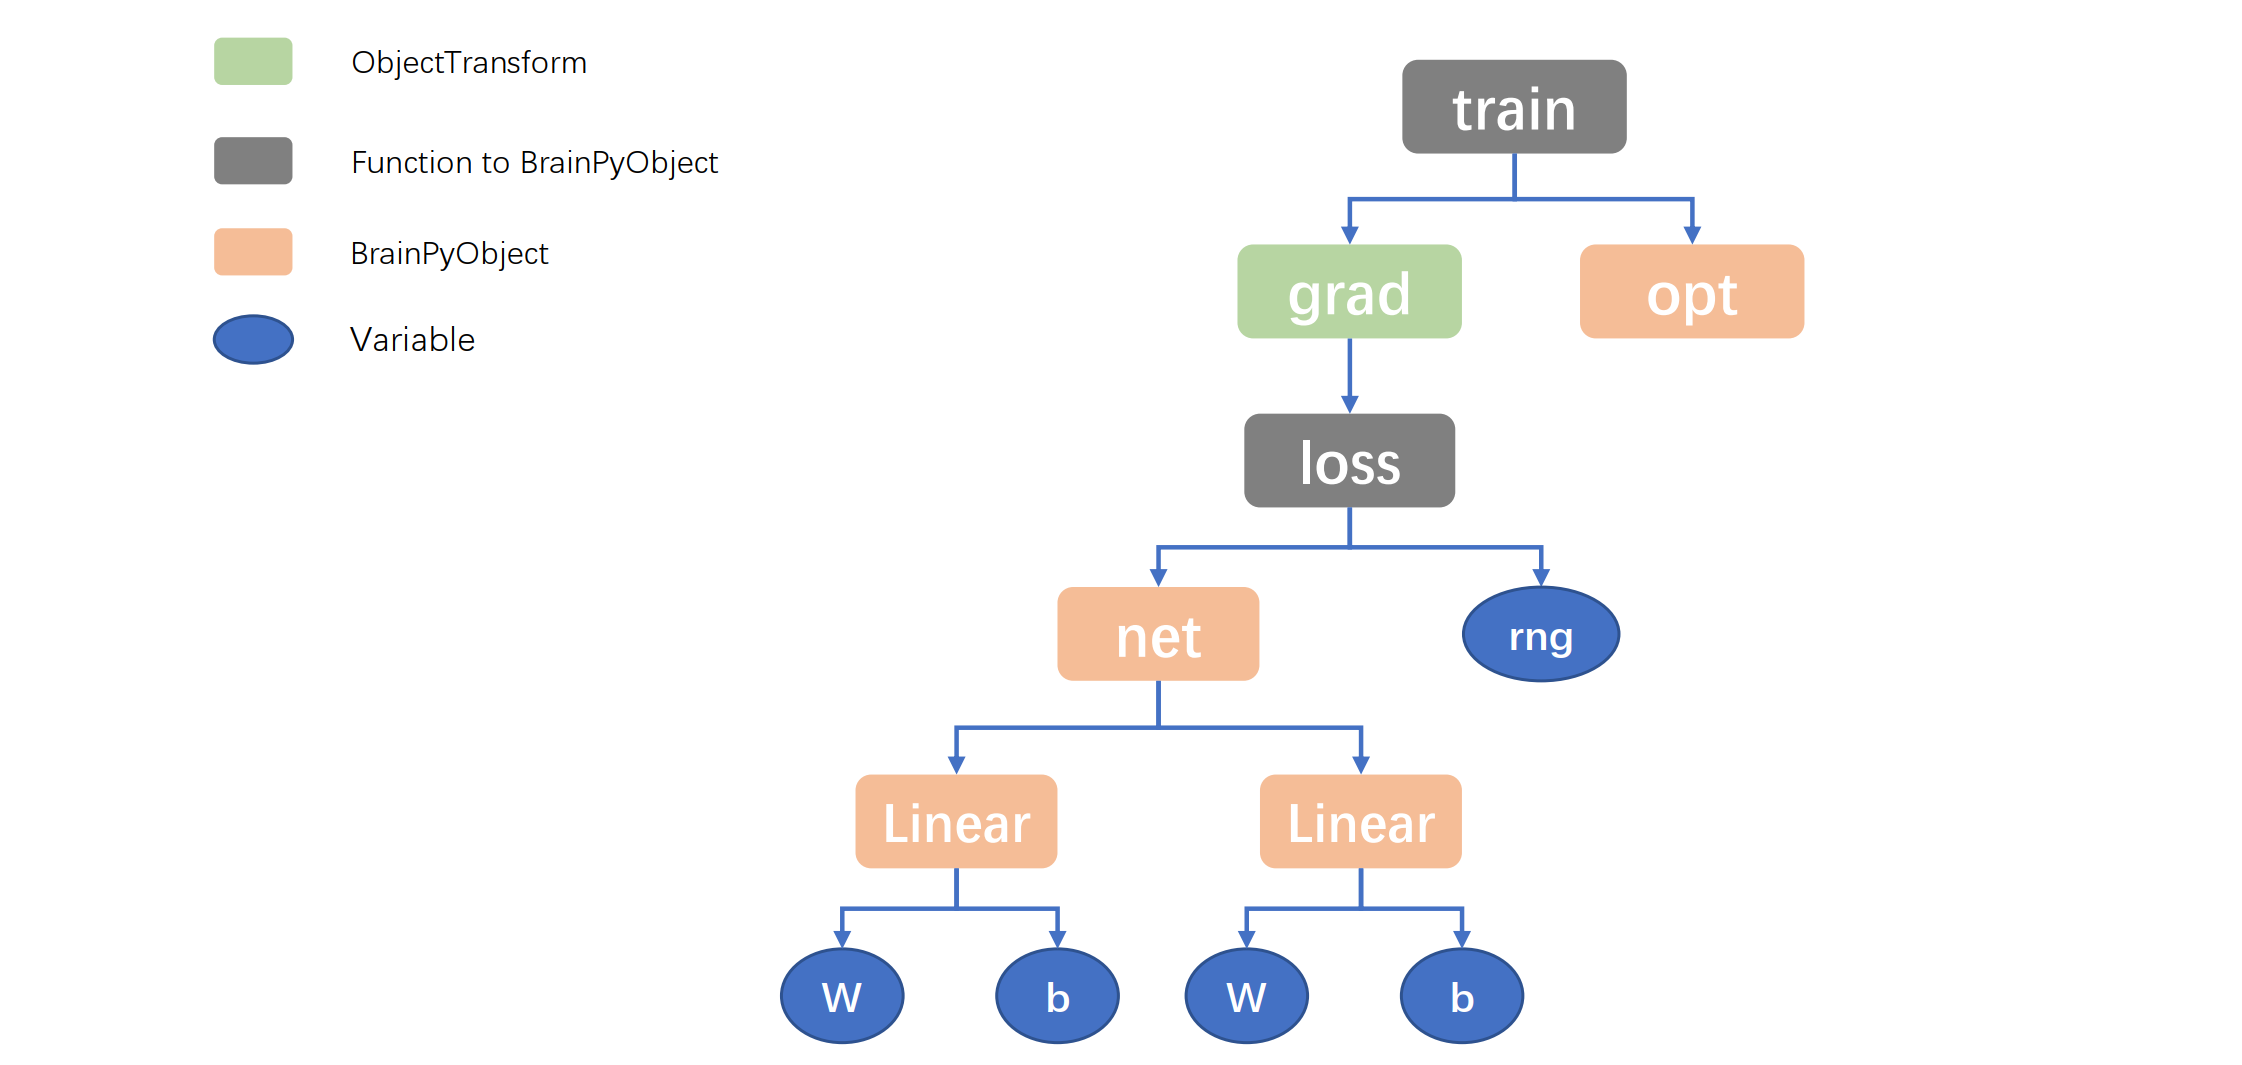 ObjectTransform
Function to BrainPyObject
BrainPyObject
Variable
train
grad
opt
loss
net
rng
Linear
Linear
W
b
W
b